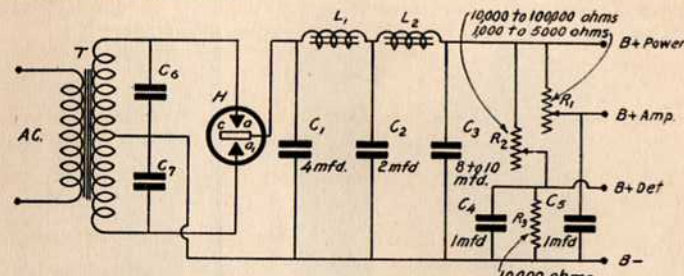 10,000 to 100,000 ohms
1,000 to 5000 ohms
L1 L2
T
C6
H
B+ Power
R1
A.C.
c a
a1
C1
C2
C3
R2
B+ Amp.
4mfd.
2mfd
8 to 10
mfd.
C7
B+ Det
C4
R3
C5
1mfd
1mfd
B-
10,000 ohms